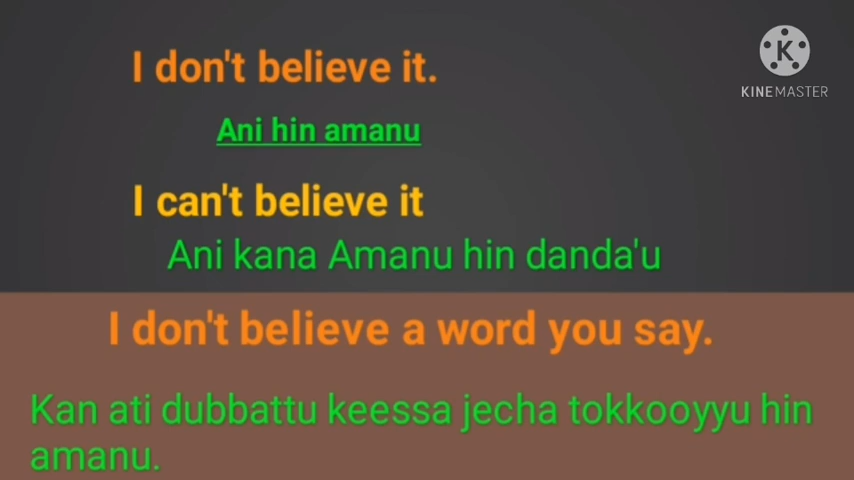 I don't believe it.
KINEMASTER
Ani hin amanu
I can't believe it
Ani kana Amanu hin danda'u
I don't believe a word you say.
Kan ati dubbattu keessa jecha tokkooyyu hin
amanu.